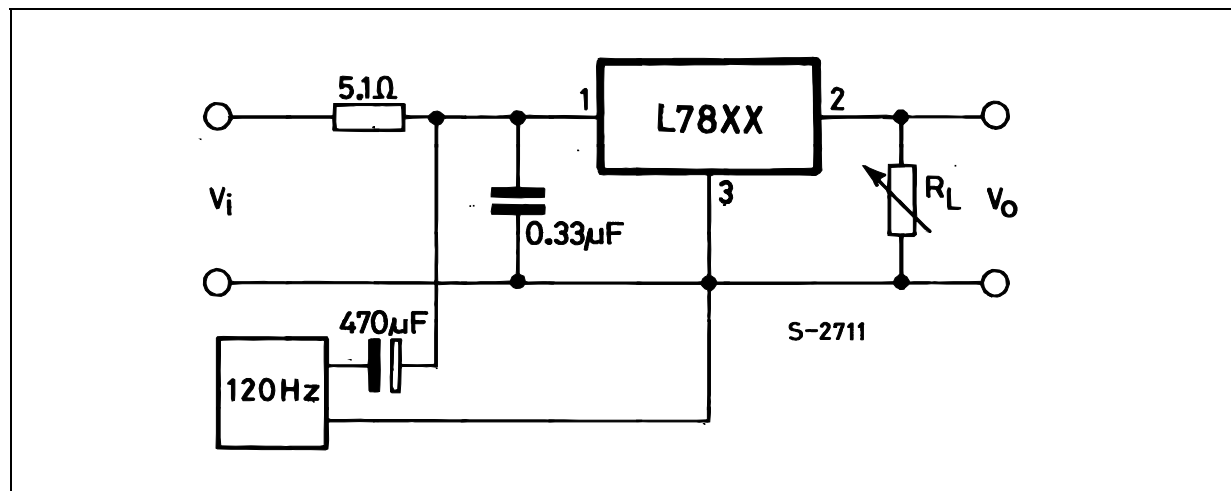 5.1Ω
1
L78XX
2
3
Vi
0.33µF
RL
Vo
470µF
S-2711
120Hz